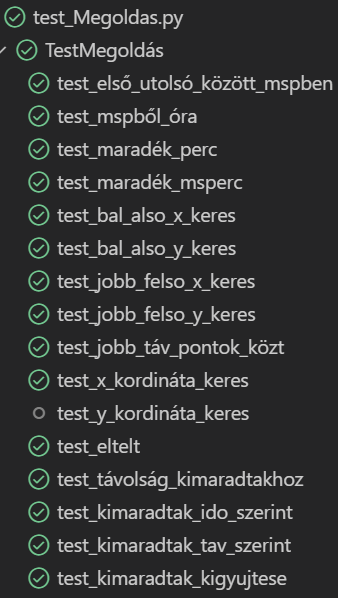 test_Megoldas.py
TestMegoldás
test_első_utolsó_között_mspben
test_mspből_óra
test_maradék_perc
test_maradék_msperc
test_bal_also_x_keres
test_bal_also_y_keres
test_jobb_felso_x_keres
test_jobb_felso_y_keres
test_jobb_táv_pontok_közt
test_x_kordináta_keres
test_y_kordináta_keres
test_eltelt
test_távolság_kimaradtakhoz
test_kimaradtak_ido_szerint
test_kimaradtak_tav_szerint
test_kimaradtak_kigyujtese